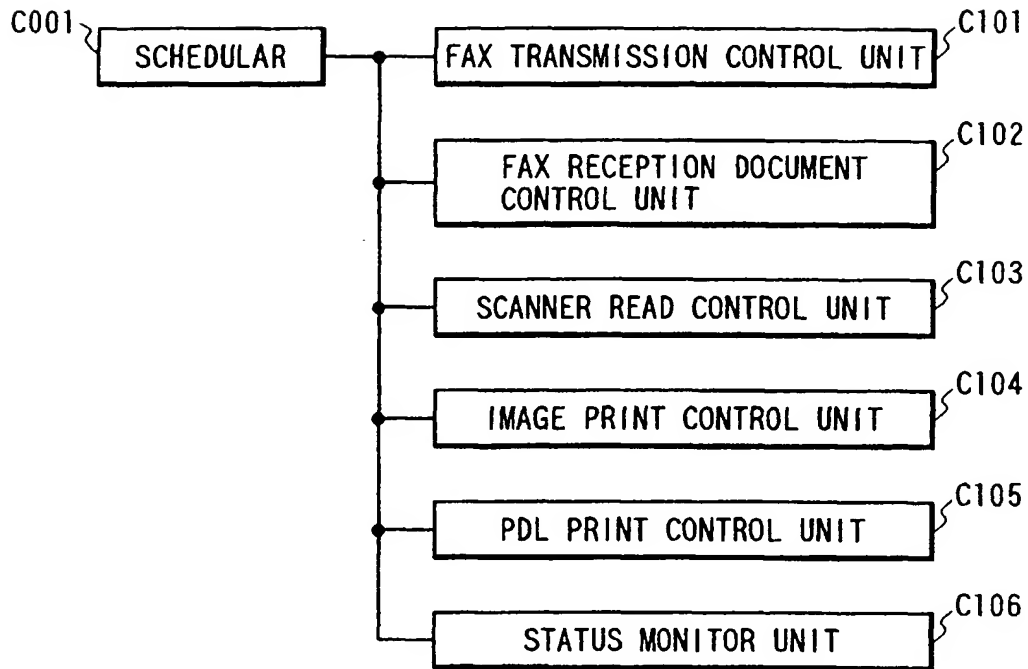 C001
SCHEDULAR
FAX TRANSMISSION CONTROL UNIT
C101
FAX RECEPTION DOCUMENT
CONTROL UNIT
C102
SCANNER READ CONTROL UNIT
C103
IMAGE PRINT CONTROL UNIT
C104
PDL PRINT CONTROL UNIT
C105
STATUS MONITOR UNIT
C106